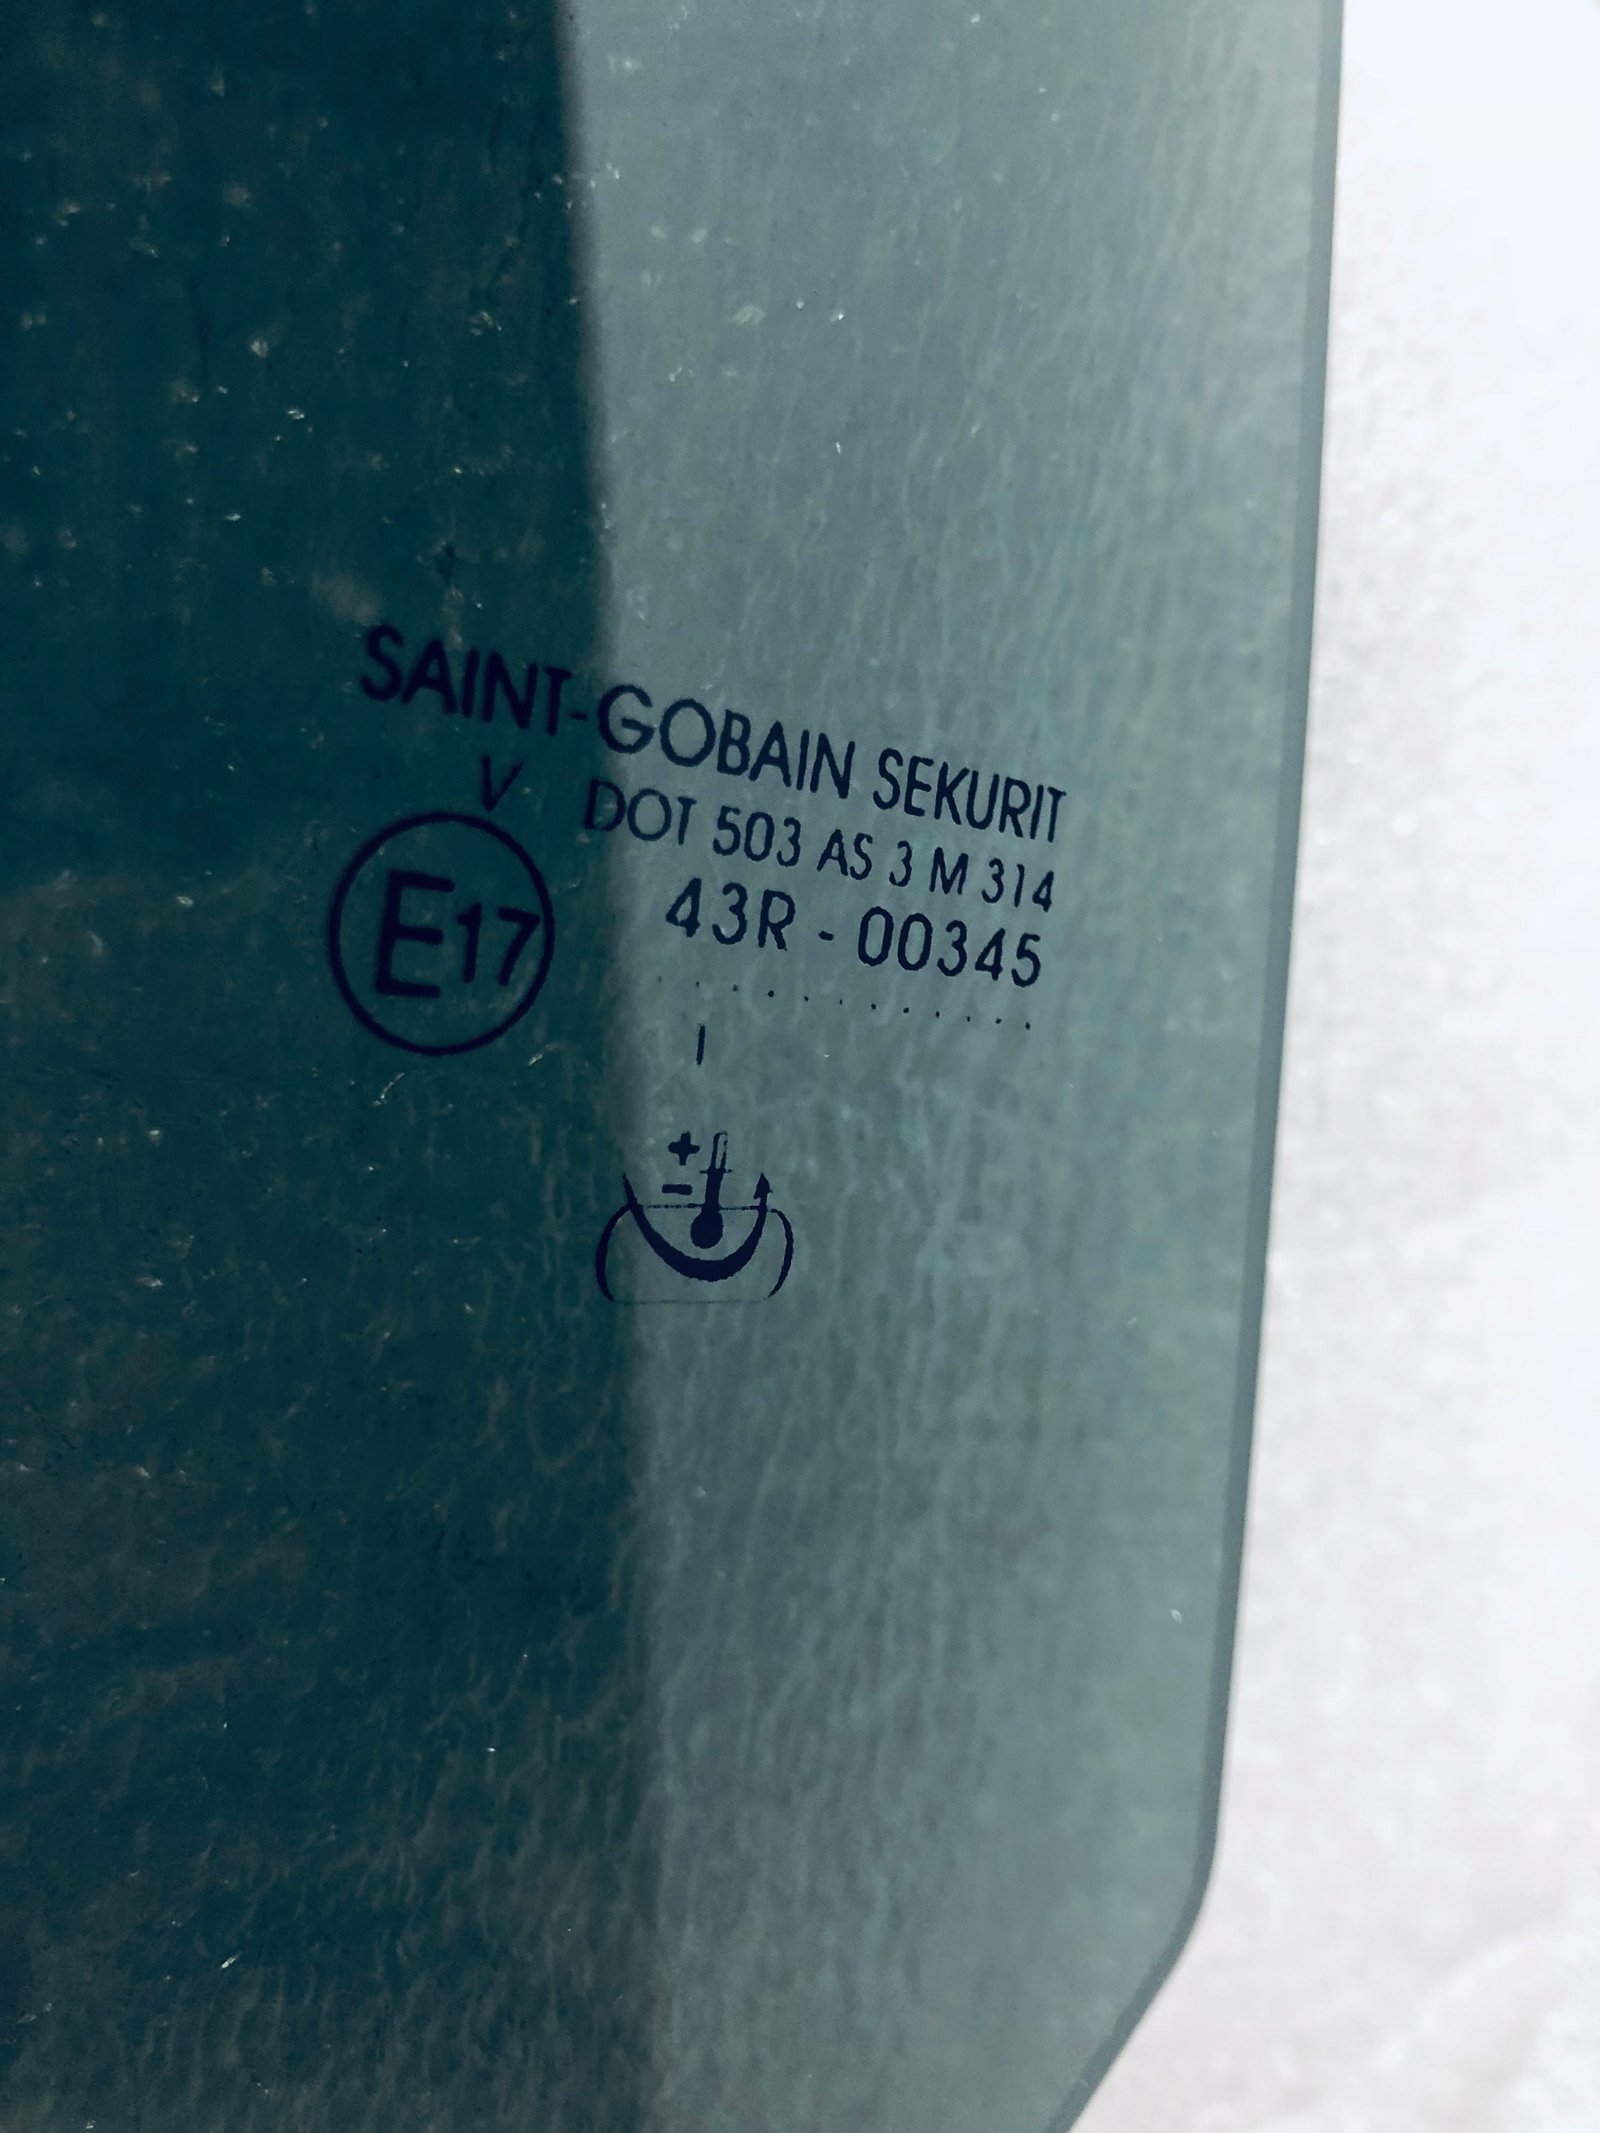 SAINT-GOBAIN SEKURIT
V DOT 503 AS 3 M 314
E17 43R - 00345
. . . . . . . . . . .
I
+
−